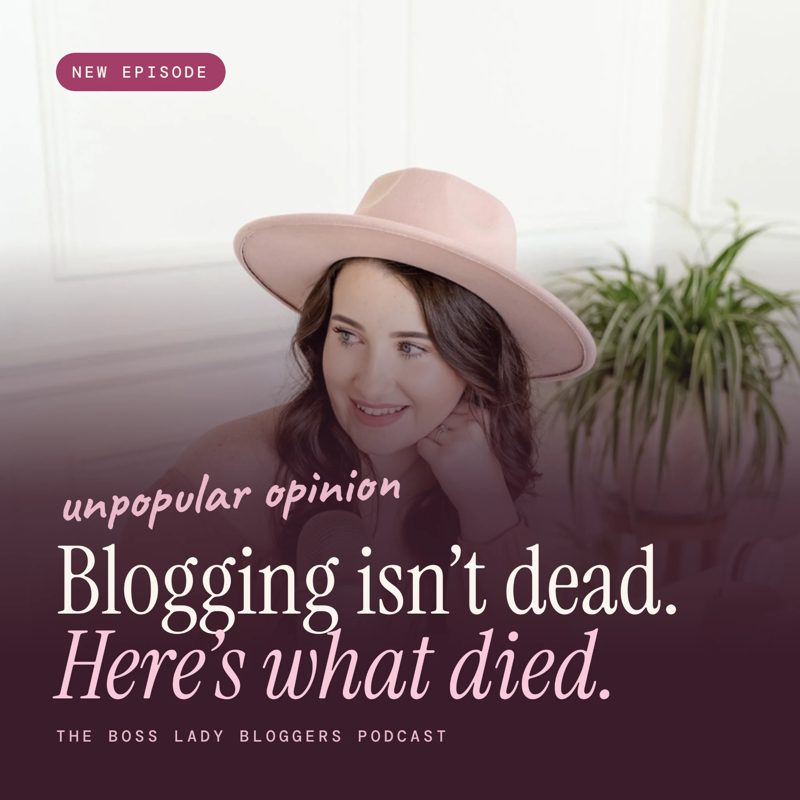 NEW EPISODE
unpopular opinion
Blogging isn’t dead.
Here’s what died.
THE BOSS LADY BLOGGERS PODCAST